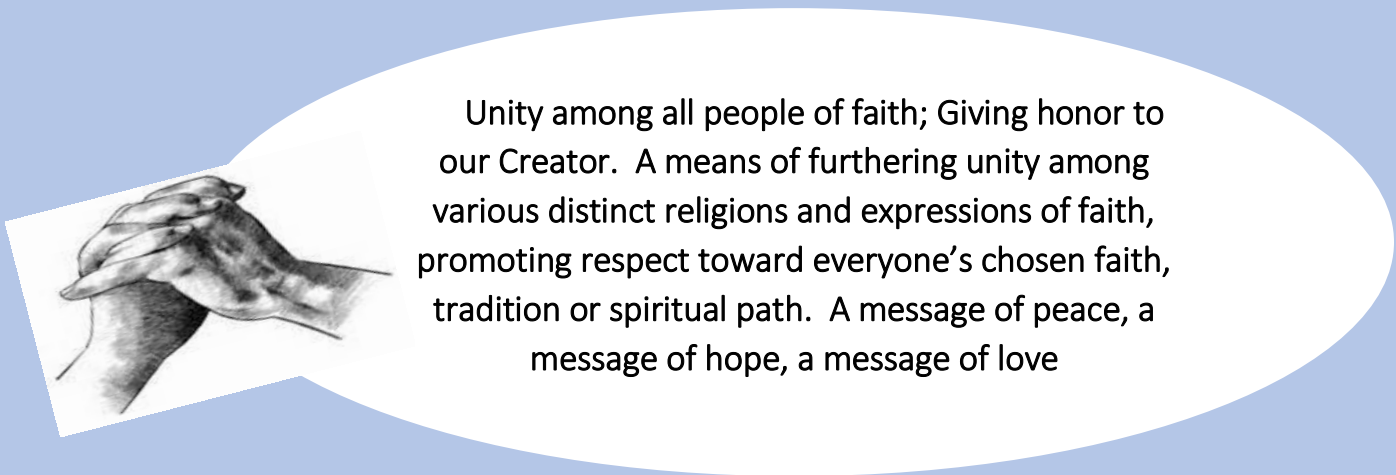 Unity among all people of faith; Giving honor to
our Creator.  A means of furthering unity among
various distinct religions and expressions of faith,
promoting respect toward everyone’s chosen faith,
tradition or spiritual path.  A message of peace, a
message of hope, a message of love